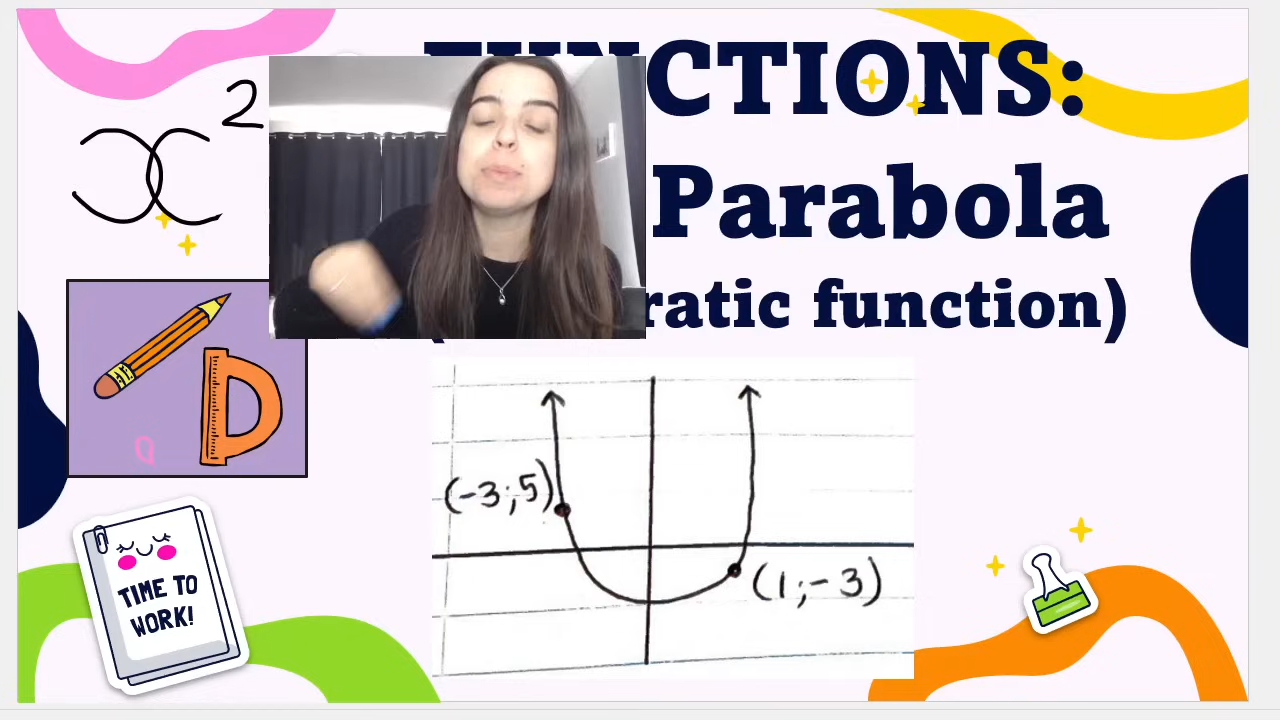 FUNCTIONS:
x²
Parabola
ratic function)
(-3;5)
(1;-3)
TIME TO
WORK!